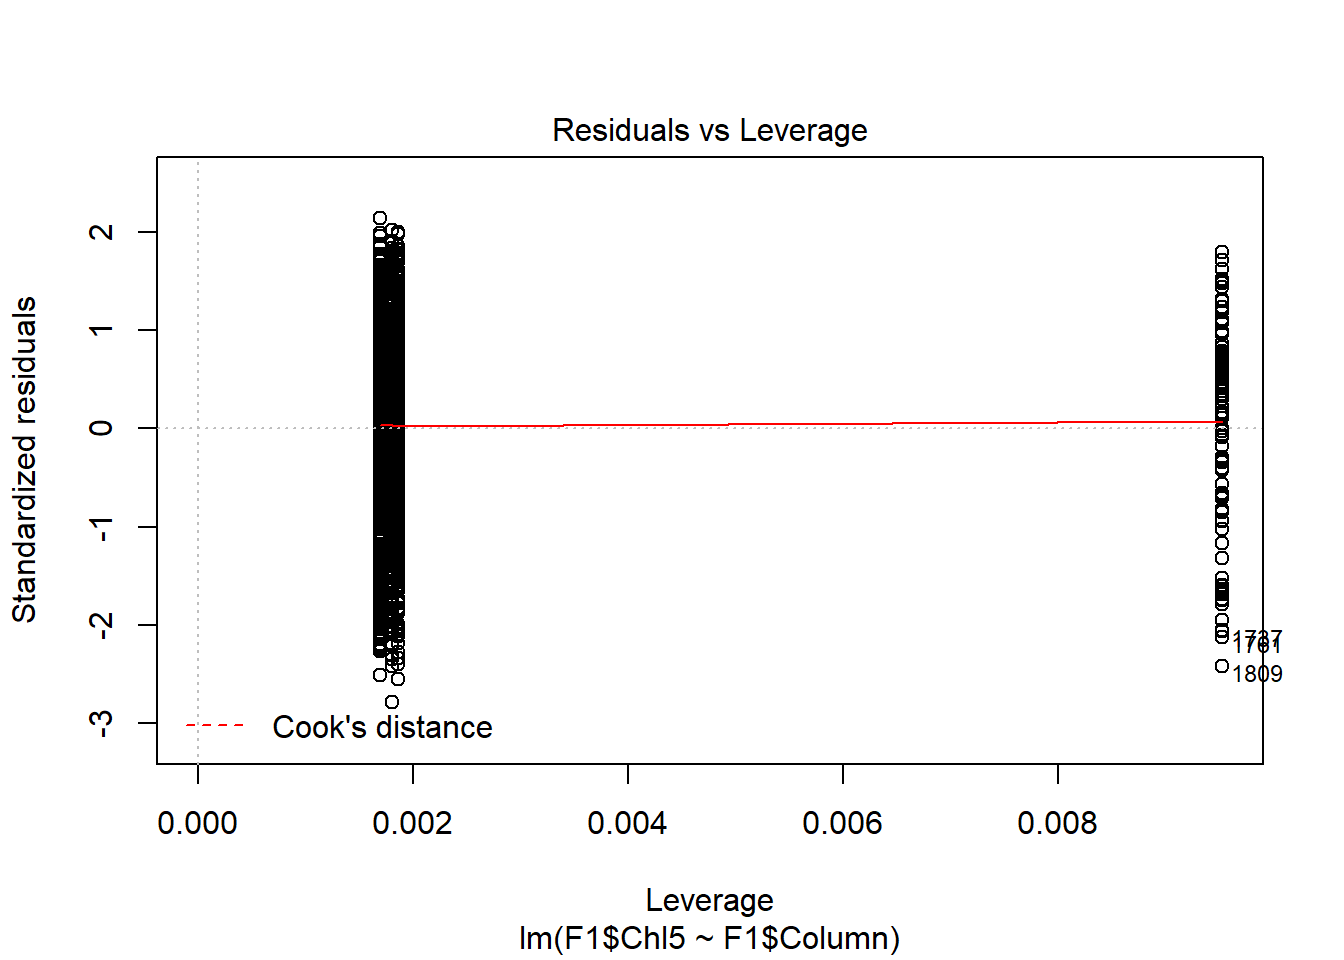 Residuals vs Leverage
Standardized residuals
2
1
0
-1
-2
-3
1737
1809
Cook's distance
0.000 0.002 0.004 0.006 0.008
Leverage
lm(F1$Chl5 ~ F1$Column)